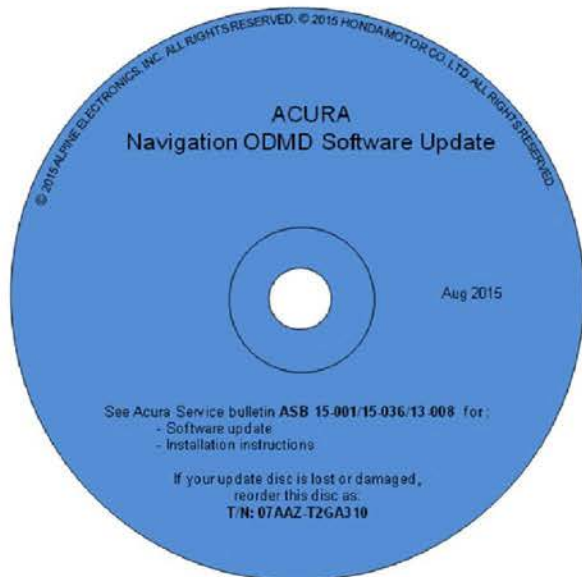 © 2015 ALPINE ELECTRONICS, INC. ALL RIGHTS RESERVED. © 2015 HONDA MOTOR CO., LTD. ALL RIGHTS RESERVED.
ACURA
Navigation ODMD Software Update
Aug 2015
See Acura Service bulletin ASB 15-001/15-036/13-008 for:
- Software update
- Installation instructions
If your update disc is lost or damaged,
reorder this disc as:
T/N: 07AAZ-T2GA310